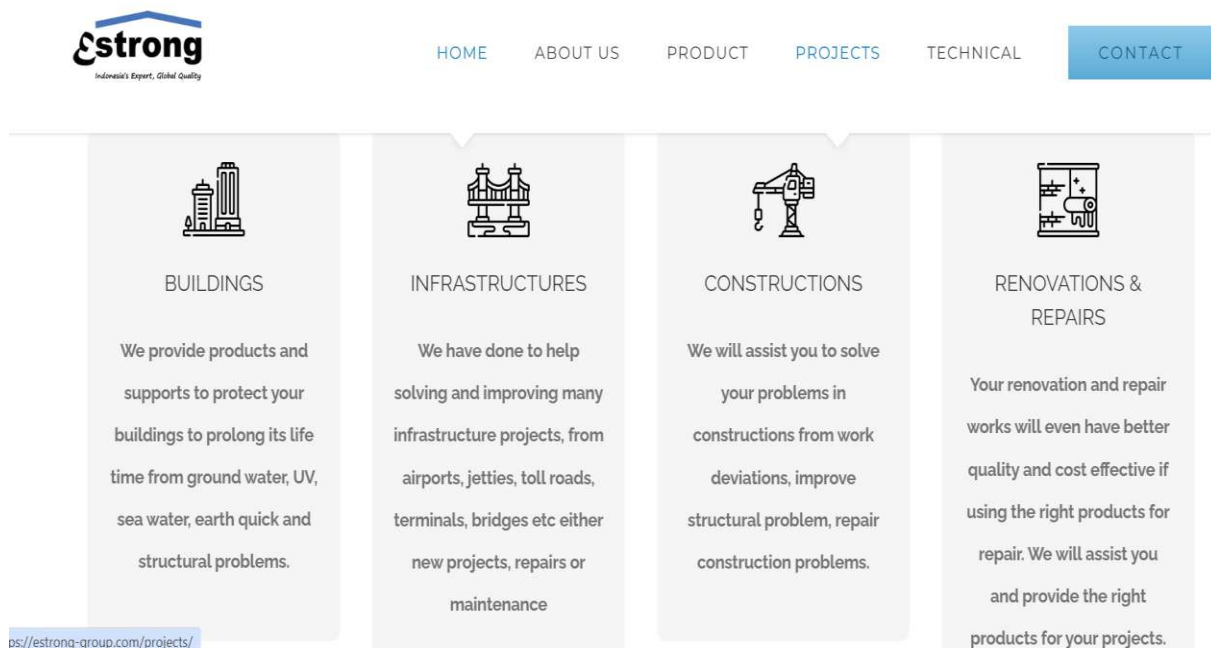 Estrong
Indonesia's Expert, Global Quality
HOME ABOUT US PRODUCT PROJECTS TECHNICAL CONTACT
BUILDINGS
We provide products and
supports to protect your
buildings to prolong its life
time from ground water, UV,
sea water, earth quick and
structural problems.
INFRASTRUCTURES
We have done to help
solving and improving many
infrastructure projects, from
airports, jetties, toll roads,
terminals, bridges etc either
new projects, repairs or
maintenance
CONSTRUCTIONS
We will assist you to solve
your problems in
constructions from work
deviations, improve
structural problem, repair
construction problems.
RENOVATIONS &
REPAIRS
Your renovation and repair
works will even have better
quality and cost effective if
using the right products for
repair. We will assist you
and provide the right
products for your projects.
ps://estrong-group.com/projects/